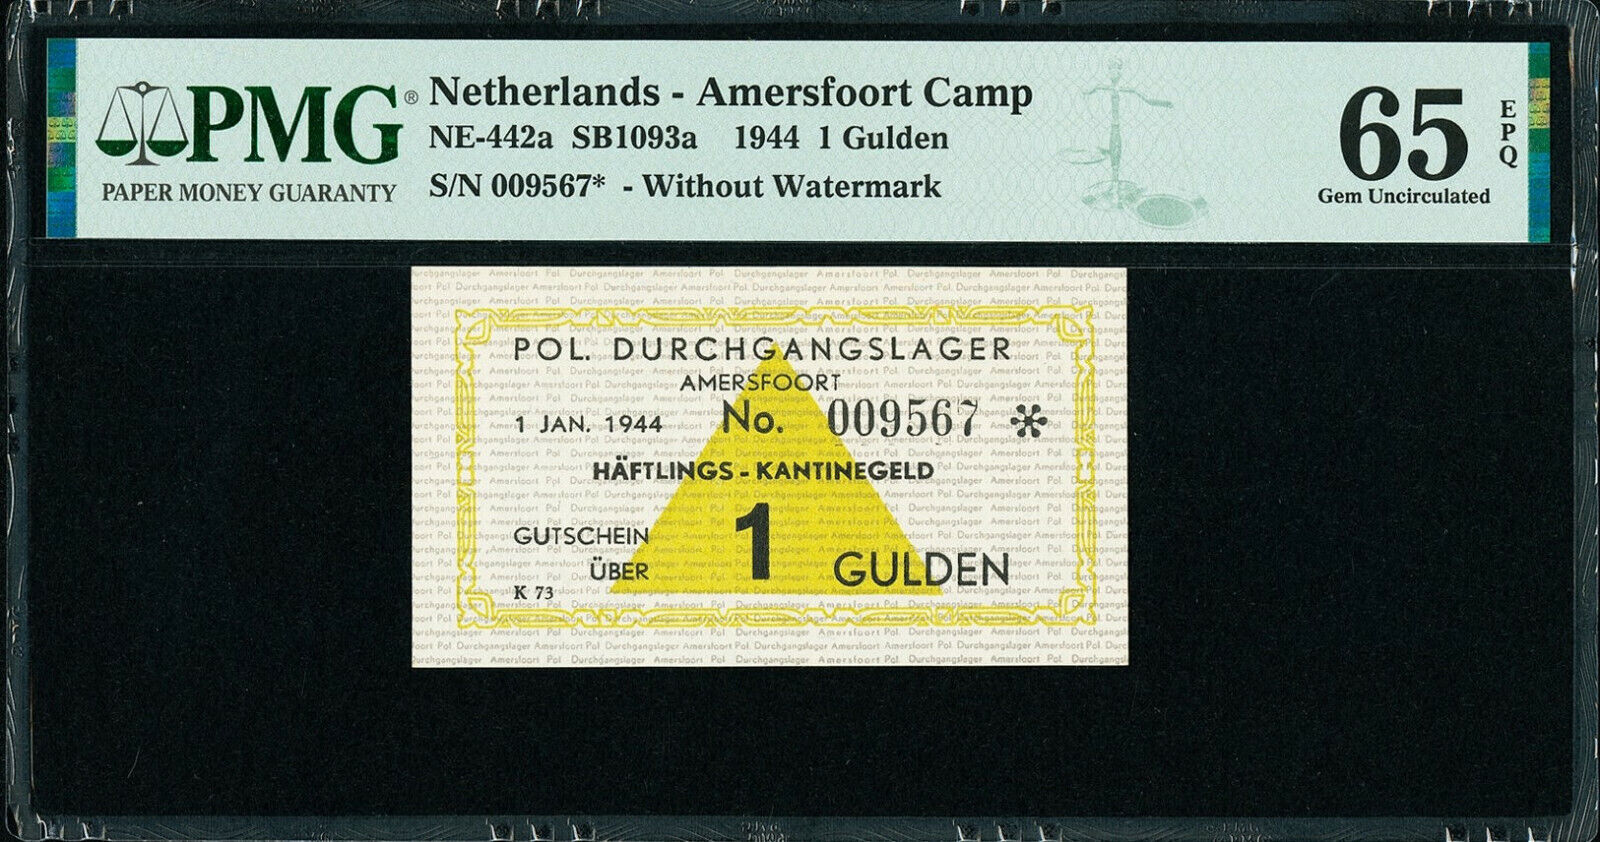 PMG®
PAPER MONEY GUARANTY
Netherlands - Amersfoort Camp
NE-442a SB1093a 1944 1 Gulden
S/N 009567* - Without Watermark
65 EPQ
Gem Uncirculated
POL. DURCHGANGSLAGER
AMERSFOORT
1 JAN. 1944 No. 009567 *
HÄFTLINGS - KANTINEGELD
GUTSCHEIN
ÜBER 1 GULDEN
K 73